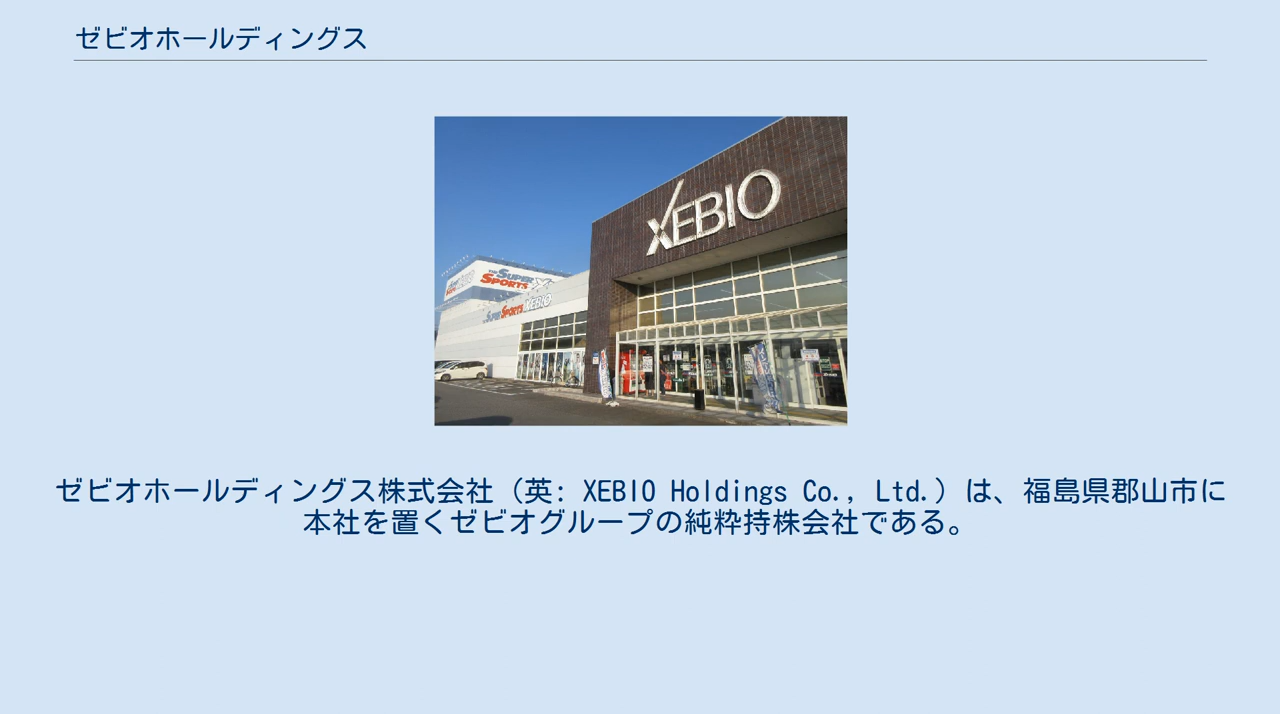 ゼビオホールディングス
XEBIO
THE SUPER
SPORTS
SUPER SPORTS XEBIO
ゼビオホールディングス株式会社（英: XEBIO Holdings Co., Ltd.）は、福島県郡山市に
本社を置くゼビオグループの純粋持株会社である。